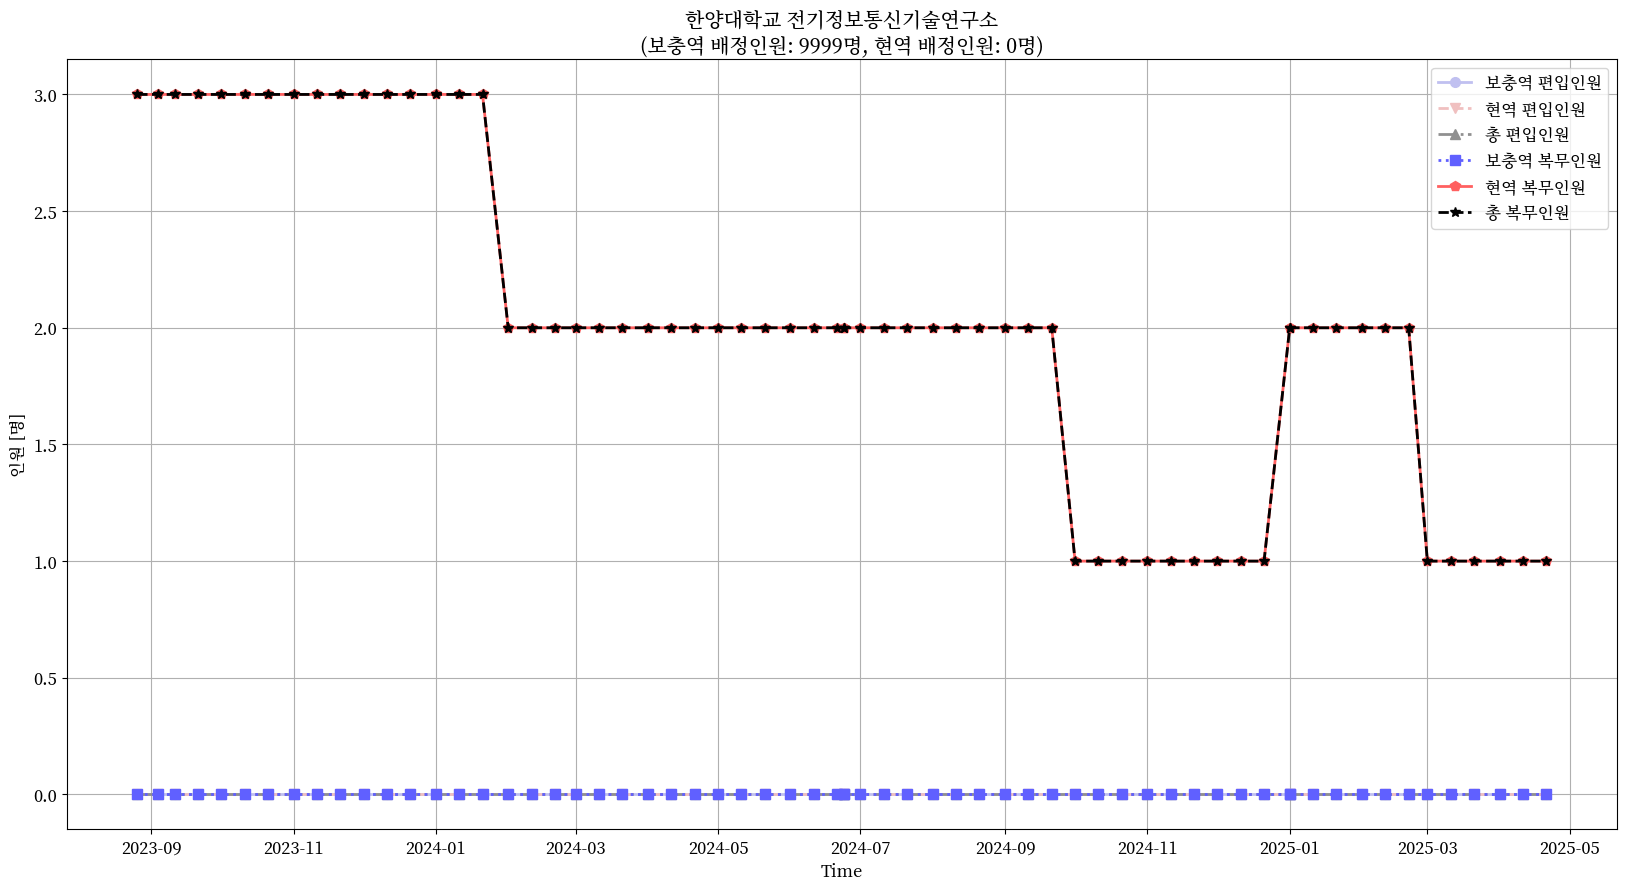 한양대학교 전기정보통신기술연구소
(보충역 배정인원: 9999명, 현역 배정인원: 0명)
보충역 편입인원
현역 편입인원
총 편입인원
보충역 복무인원
현역 복무인원
총 복무인원
3.0
2.5
2.0
1.5
1.0
0.5
0.0
인원 [명]
2023-09
2023-11
2024-01
2024-03
2024-05
2024-07
2024-09
2024-11
2025-01
2025-03
2025-05
Time